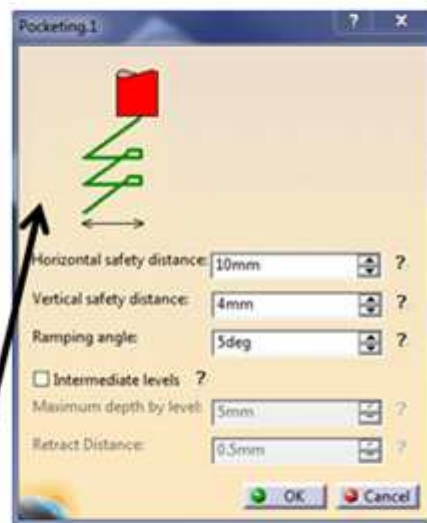 Pocketing.1 ? X
Horizontal safety distance: 10mm ?
Vertical safety distance: 4mm ?
Ramping angle: 5deg ?
Intermediate levels ?
Maximum depth by level: 5mm ?
Retract Distance: 0.5mm ?
OK Cancel